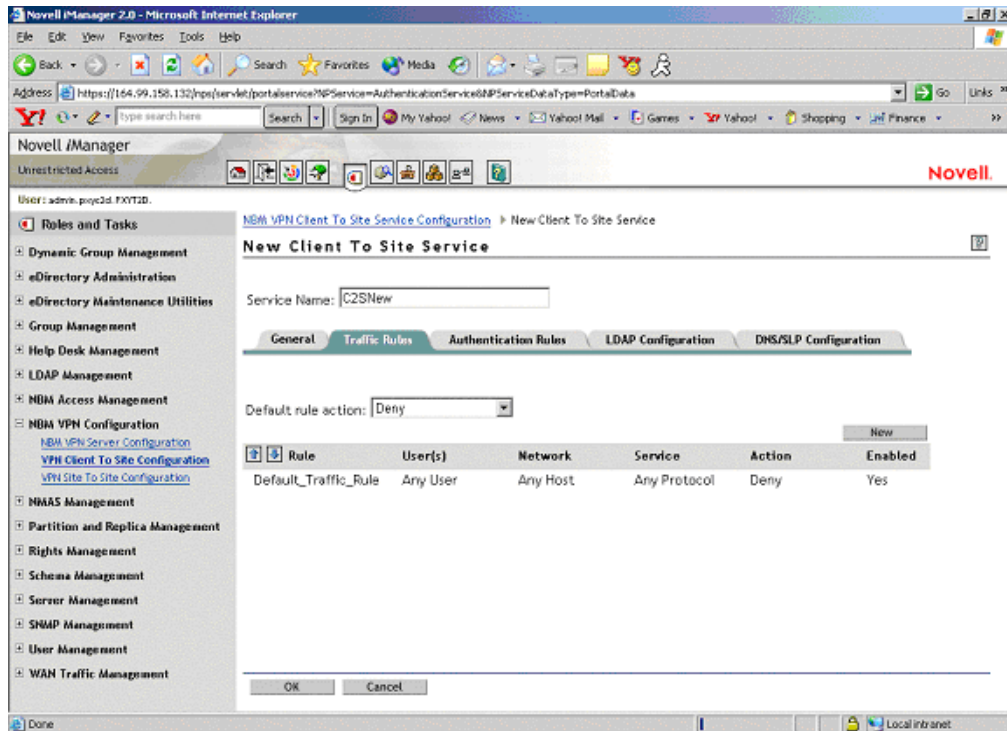 Novell iManager 2.0 - Microsoft Internet Explorer
File Edit View Favorites Tools Help
Back Search Favorites Media
Address https://164.99.158.132/nps/servlet/portalservice?NPService=AuthenticationService&NPServiceDataType=PortalData Go Links »
Y! type search here Search Sign In My Yahoo! News Yahoo! Mail Games Yahoo! Shopping Finance »
Novell iManager
Unrestricted Access
Novell.
User: admin.
Roles and Tasks
NBM VPN Client To Site Service Configuration New Client To Site Service
New Client To Site Service
Dynamic Group Management
eDirectory Administration
eDirectory Maintenance Utilities
Group Management
Help Desk Management
LDAP Management
NBM Access Management
NBM VPN Configuration
NBM VPN Server Configuration
VPN Client To Site Configuration
VPN Site To Site Configuration
NMAS Management
Partition and Replica Management
Rights Management
Schema Management
Server Management
SNMP Management
User Management
WAN Traffic Management
Service Name: C2SNew
General Traffic Rules Authentication Rules LDAP Configuration DNS/SLP Configuration
Default rule action: Deny
New
Rule User(s) Network Service Action Enabled
Default_Traffic_Rule Any User Any Host Any Protocol Deny Yes
OK Cancel
Done Local intranet